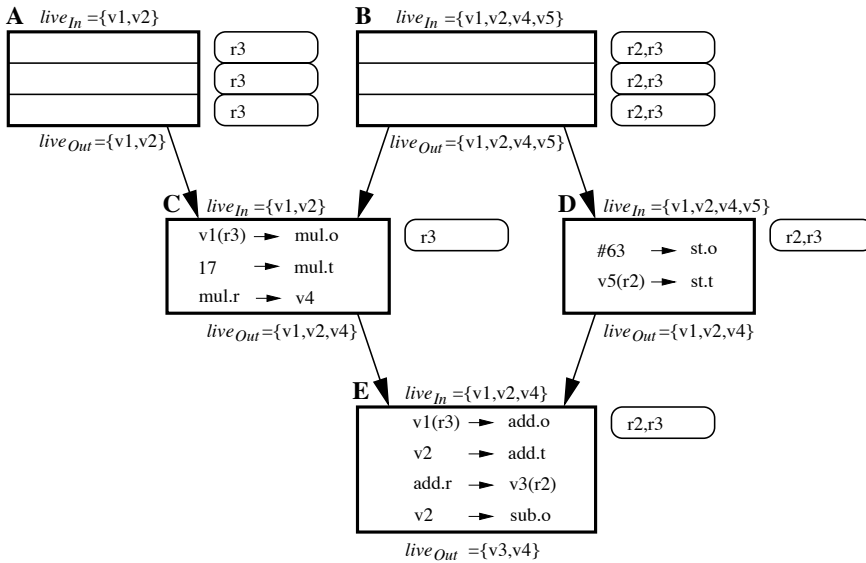 A live_In ={v1,v2}
r3
r3
r3
live_Out={v1,v2}
B live_In ={v1,v2,v4,v5}
r2,r3
r2,r3
r2,r3
live_Out={v1,v2,v4,v5}
C live_In ={v1,v2}
v1(r3) → mul.o
17 → mul.t
mul.r → v4
r3
live_Out={v1,v2,v4}
D live_In ={v1,v2,v4,v5}
#63 → st.o
v5(r2) → st.t
r2,r3
live_Out={v1,v2,v4}
E live_In ={v1,v2,v4}
v1(r3) → add.o
v2 → add.t
add.r → v3(r2)
v2 → sub.o
r2,r3
live_Out ={v3,v4}